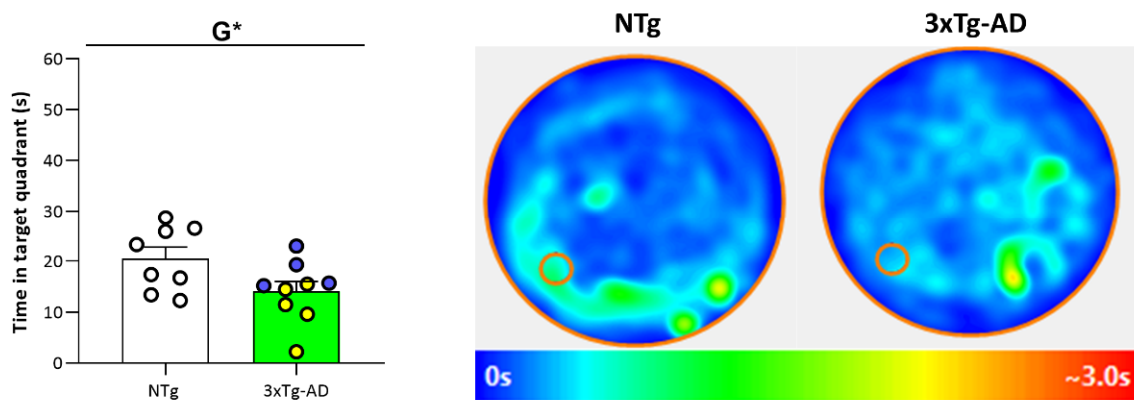 G*
Time in target quadrant (s)
60
50
40
30
20
10
0
NTg
3xTg-AD
NTg
3xTg-AD
0s
~3.0s